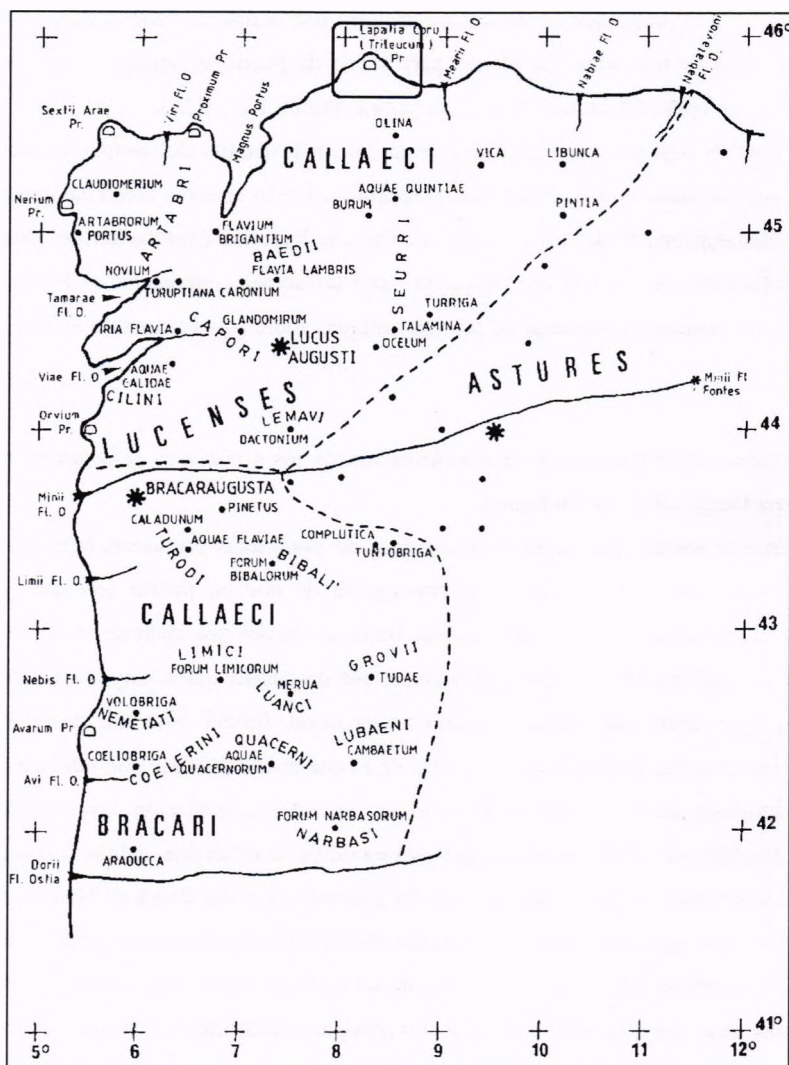 Lapatia Coru
(Trileucum)
Pr
46°
Mearii Fl O.
Nabiae Fl O.
Nabialavioni
Fl. O.
Sextii Arae
Pr.
Viri Fl O.
Proximum Pr.
Magnus Portus
OLINA
CALLAECI
VICA
LIBUNCA
CLAUDIOMERIUM
AQUAE QUINTIAE
Nerium
Pr.
ARTABRI
BURUM
PINTIA
ARTABRORUM
PORTUS
FLAVIUM
BRIGANTIUM
45
BAEDII
SEURRI
NOVIUM
FLAVIA LAMBRIS
Tamarae
Fl O.
TURUPTIANA
CARONIUM
TURRIGA
IRIA FLAVIA
CAPORI
GLANDOMIRUM
TALAMINA
LUCUS
AUGUSTI
OCELUM
Viae Fl. O
AQUAE
CALIDAE
ASTURES
Minii Fl
Fontes
CILINI
Orvium
Pr.
LUCENSES
LEMAVI
DACTONIUM
44
Minii
Fl O
BRACARAUGUSTA
PINETUS
CALADUNUM
AQUAE FLAVIAE
COMPLUTICA
TUNTOBRIGA
TURODI
FORUM
BIBALORUM
BIBALI
Limii Fl O.
CALLAECI
43
LIMICI
GROVII
Nebis Fl O
FORUM LIMICORUM
MERUA
TUDAE
LUANCI
VOLOBRIGA
NEMETATI
Avarum Pr.
QUACERNI
LUBAENI
COELIOBRIGA
COELERINI
AQUAE
QUACERNORUM
CAMBAETUM
Avi Fl O.
42
BRACARI
FORUM NARBASORUM
NARBASI
ARADUCCA
Dorii
Fl. Ostia
41°
5° 6 7 8 9 10 11 12°